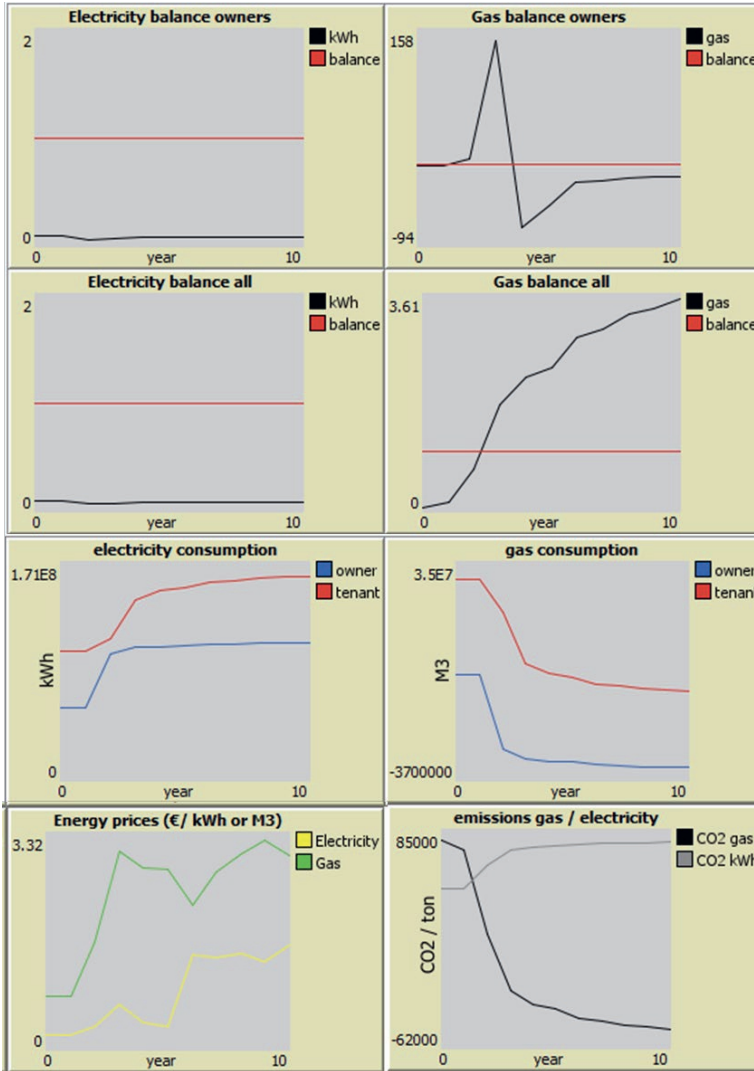 Electricity balance owners
2
kWh
balance
0
0
year
10
Gas balance owners
158
gas
balance
-94
0
year
10
Electricity balance all
2
kWh
balance
0
0
year
10
Gas balance all
3.61
gas
balance
0
0
year
10
electricity consumption
1.71E8
owner
tenant
kWh
0
0
year
10
gas consumption
3.5E7
owner
tenant
M3
-3700000
0
year
10
Energy prices (€/ kWh or M3)
3.32
Electricity
Gas
0
0
year
10
emissions gas / electricity
85000
CO2 gas
CO2 kWh
CO2 / ton
-62000
0
year
10